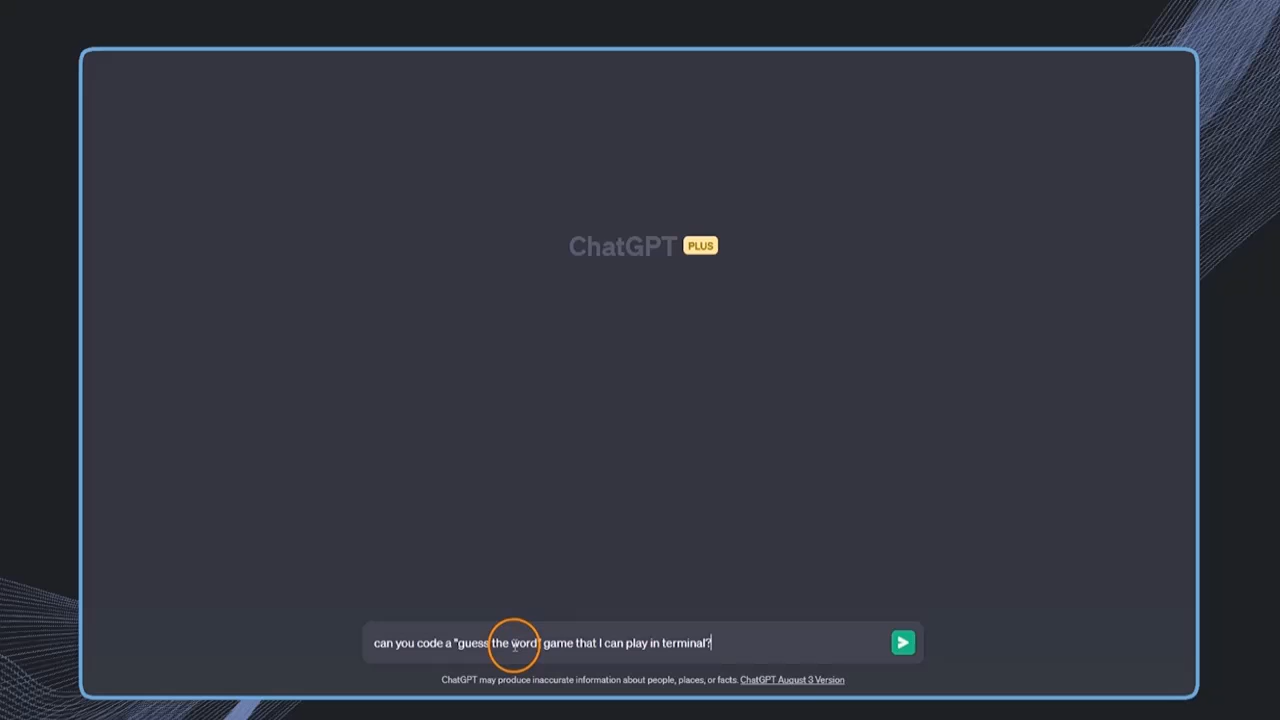 ChatGPT PLUS
can you code a "guess the word" game that I can play in terminal?
ChatGPT may produce inaccurate information about people, places, or facts. ChatGPT August 3 Version